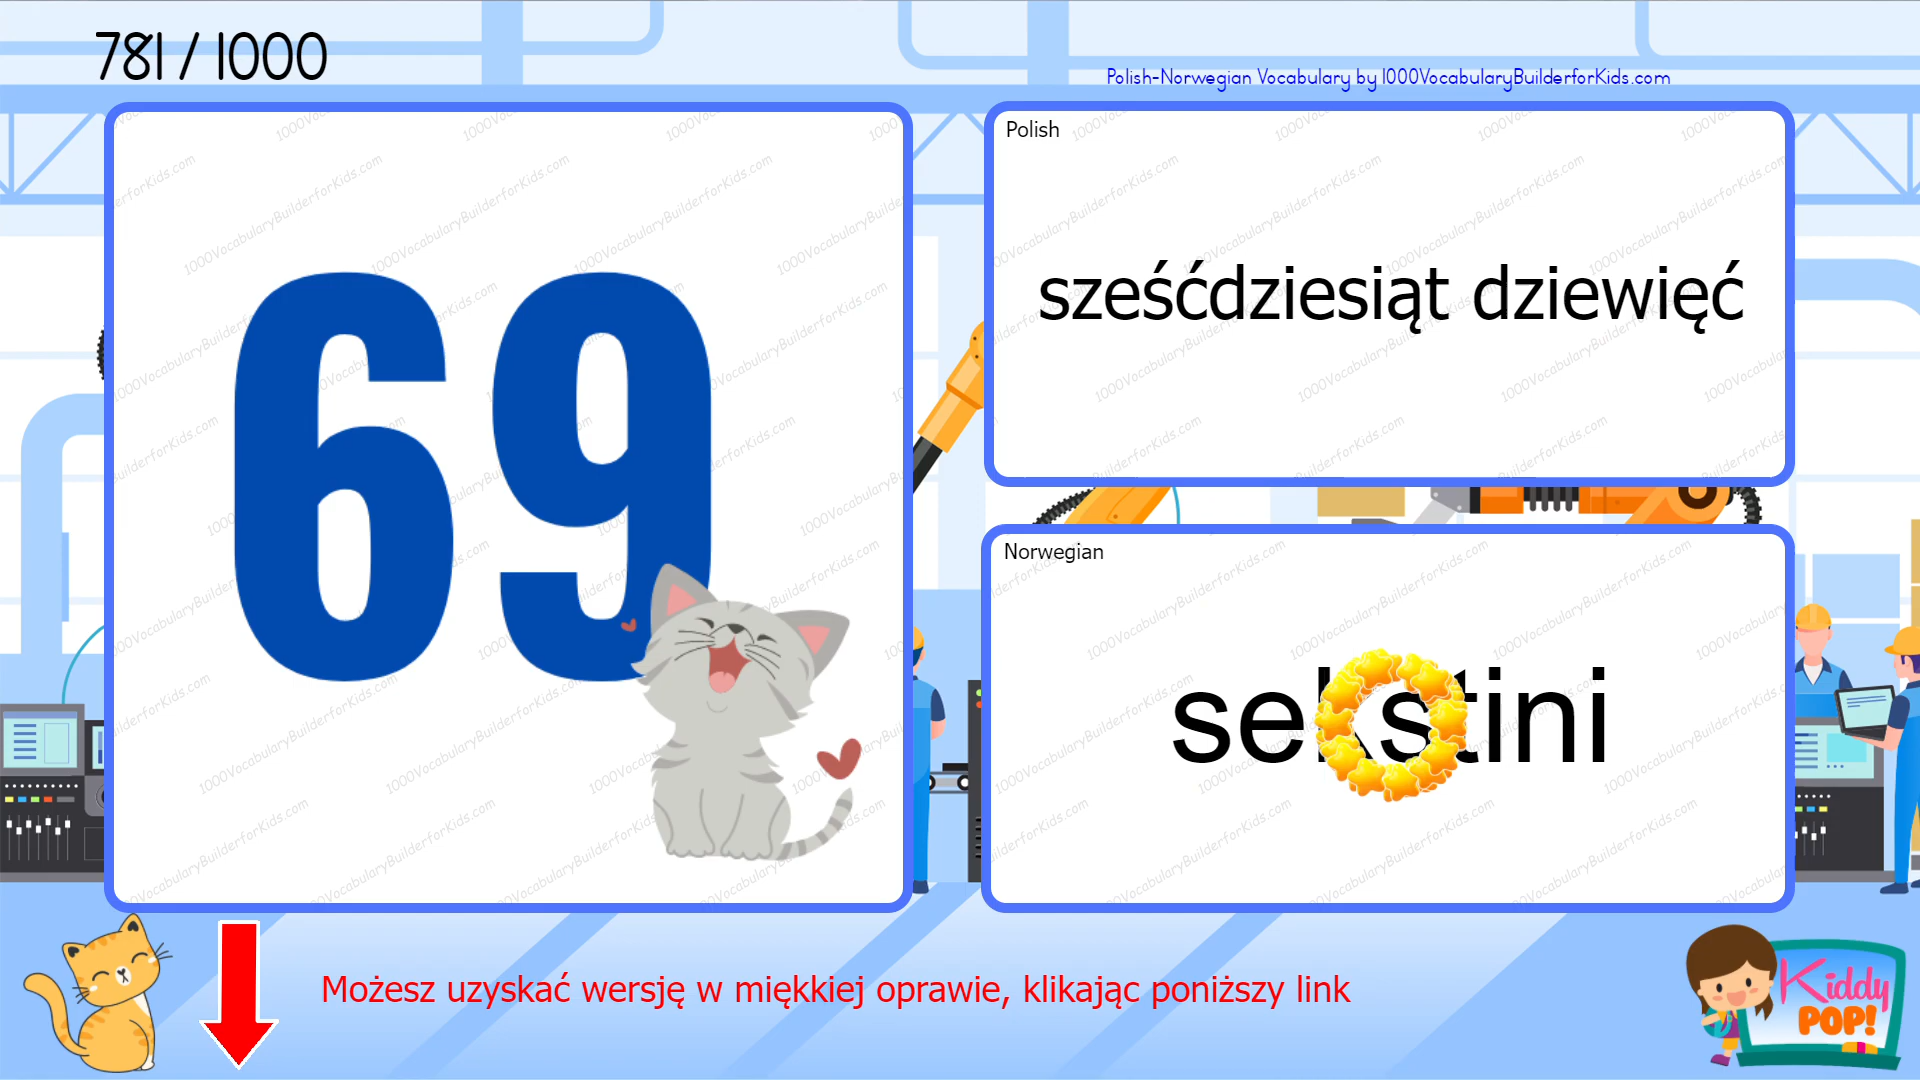 781 / 1000
Polish-Norwegian Vocabulary by 1000VocabularyBuilderforKids.com
69
Polish
sześćdziesiąt dziewięć
Norwegian
sekstini
Możesz uzyskać wersję w miękkiej oprawie, klikając poniższy link
Kiddy
POP!